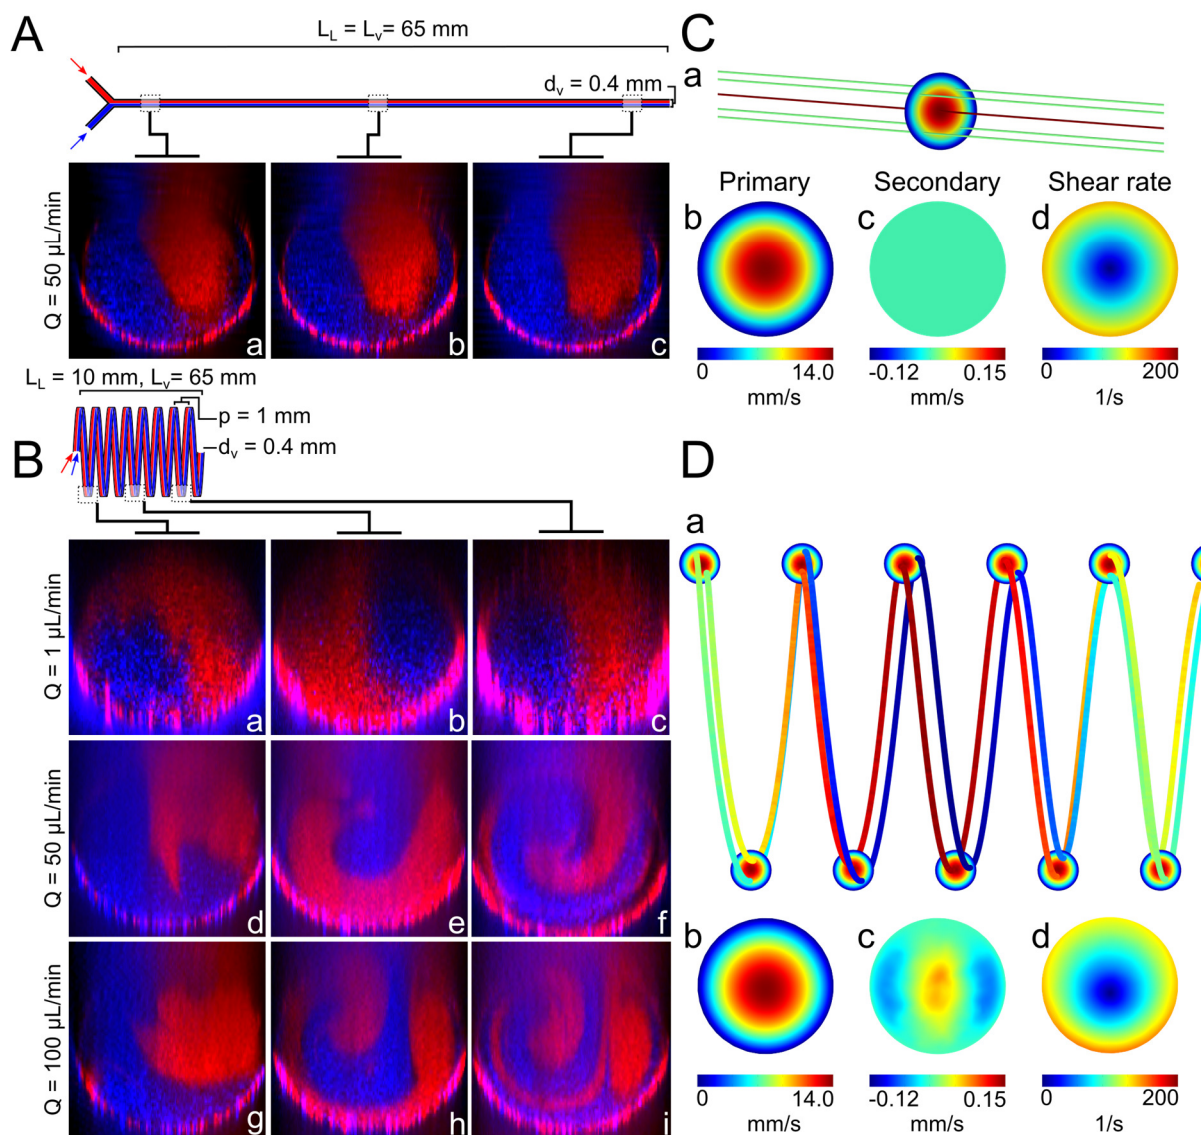 A
L_L = L_v= 65 mm
d_v = 0.4 mm
Q = 50 µL/min
a
b
c
L_L = 10 mm, L_v= 65 mm
p = 1 mm
d_v = 0.4 mm
B
Q = 1 µL/min
a
b
c
Q = 50 µL/min
d
e
f
Q = 100 µL/min
g
h
i
C
a
Primary
Secondary
Shear rate
b
c
d
0 14.0
-0.12 0.15
0 200
mm/s
mm/s
1/s
D
a
b
c
d
0 14.0
-0.12 0.15
0 200
mm/s
mm/s
1/s